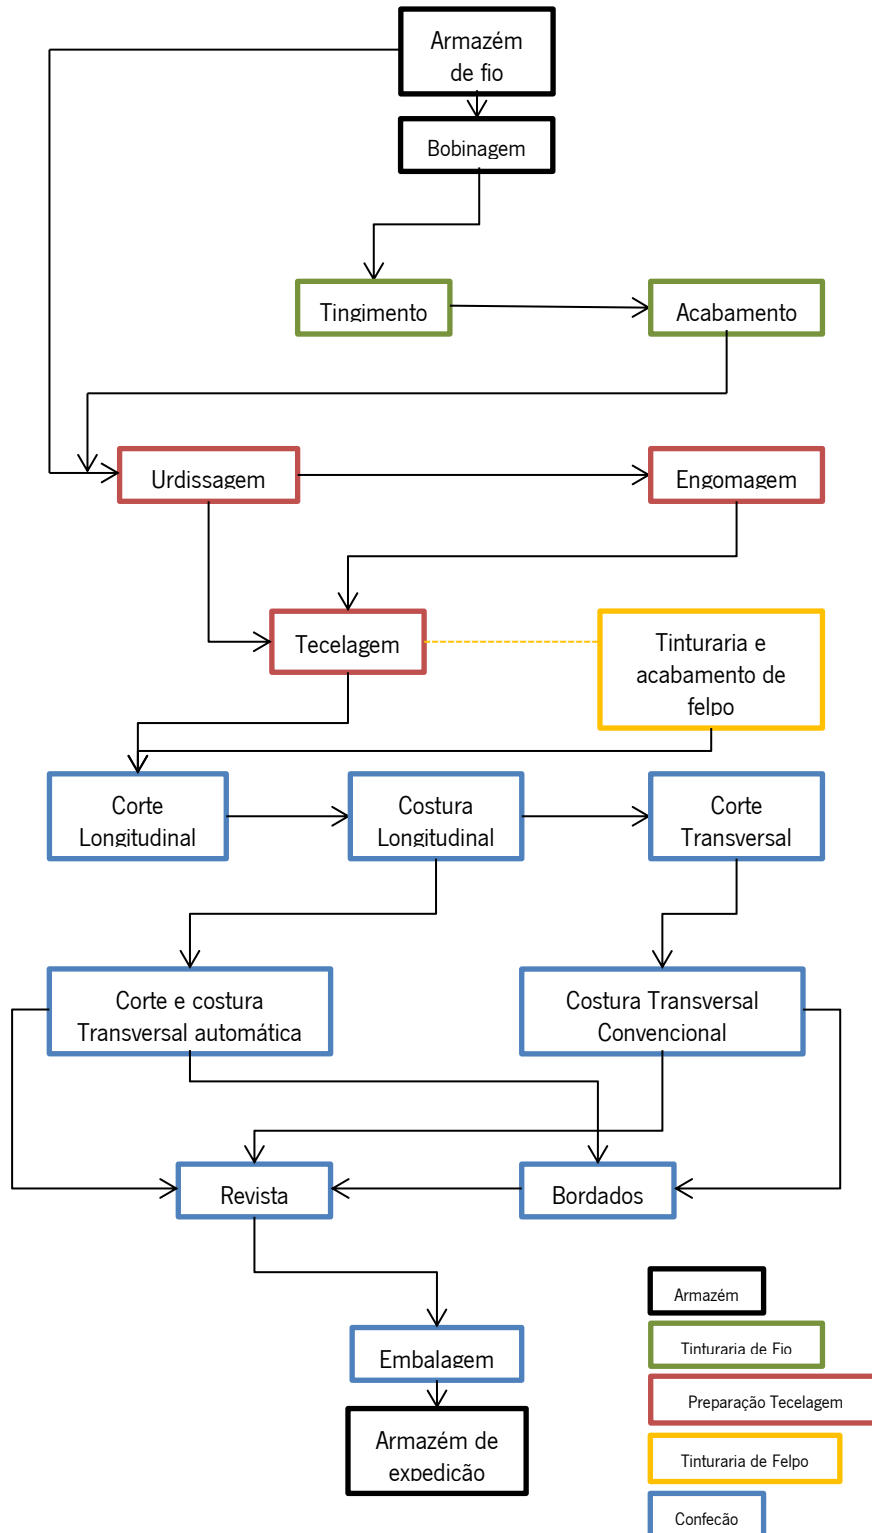 Armazém
de fio
Bobinagem
Tingimento
Acabamento
Urdissagem
Engomagem
Tecelagem
Tinturaria e
acabamento de
felpo
Corte
Longitudinal
Costura
Longitudinal
Corte
Transversal
Corte e costura
Transversal automática
Costura Transversal
Convencional
Revista
Bordados
Embalagem
Armazém de
expedição
Armazém
Tinturaria de Fio
Preparação Tecelagem
Tinturaria de Felpo
Confeção